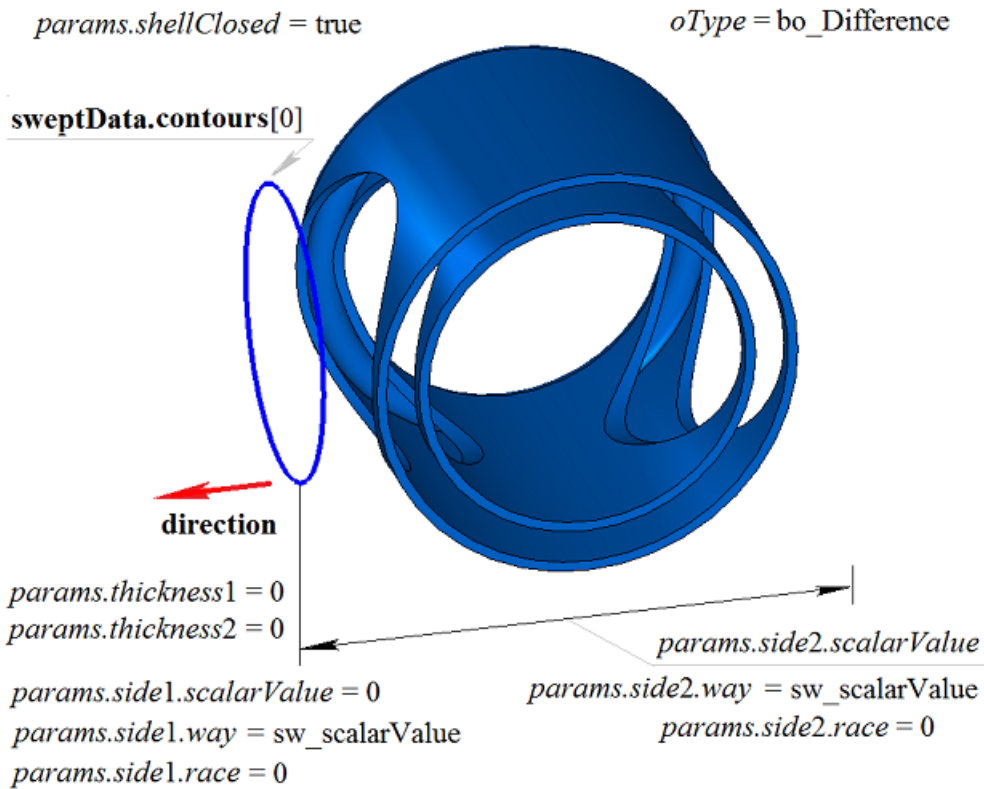 params.shellClosed = true
oType = bo_Difference
sweptData.contours[0]
direction
params.thickness1 = 0
params.thickness2 = 0
params.side2.scalarValue
params.side1.scalarValue = 0
params.side2.way = sw_scalarValue
params.side1.way = sw_scalarValue
params.side2.race = 0
params.side1.race = 0